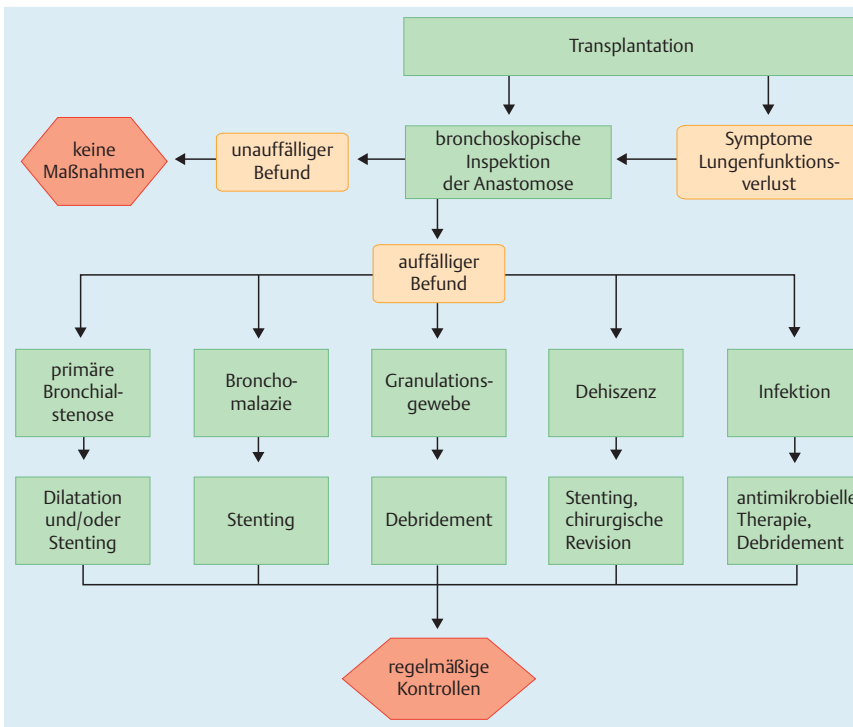 Transplantation
keine
Maßnahmen
unauffälliger
Befund
bronchoskopische
Inspektion
der Anastomose
Symptome
Lungenfunktions-
verlust
auffälliger
Befund
primäre
Bronchial-
stenose
Broncho-
malazie
Granulations-
gewebe
Dehiszenz
Infektion
Dilatation
und/oder
Stenting
Stenting
Debridement
Stenting,
chirurgische
Revision
antimikrobielle
Therapie,
Debridement
regelmäßige
Kontrollen